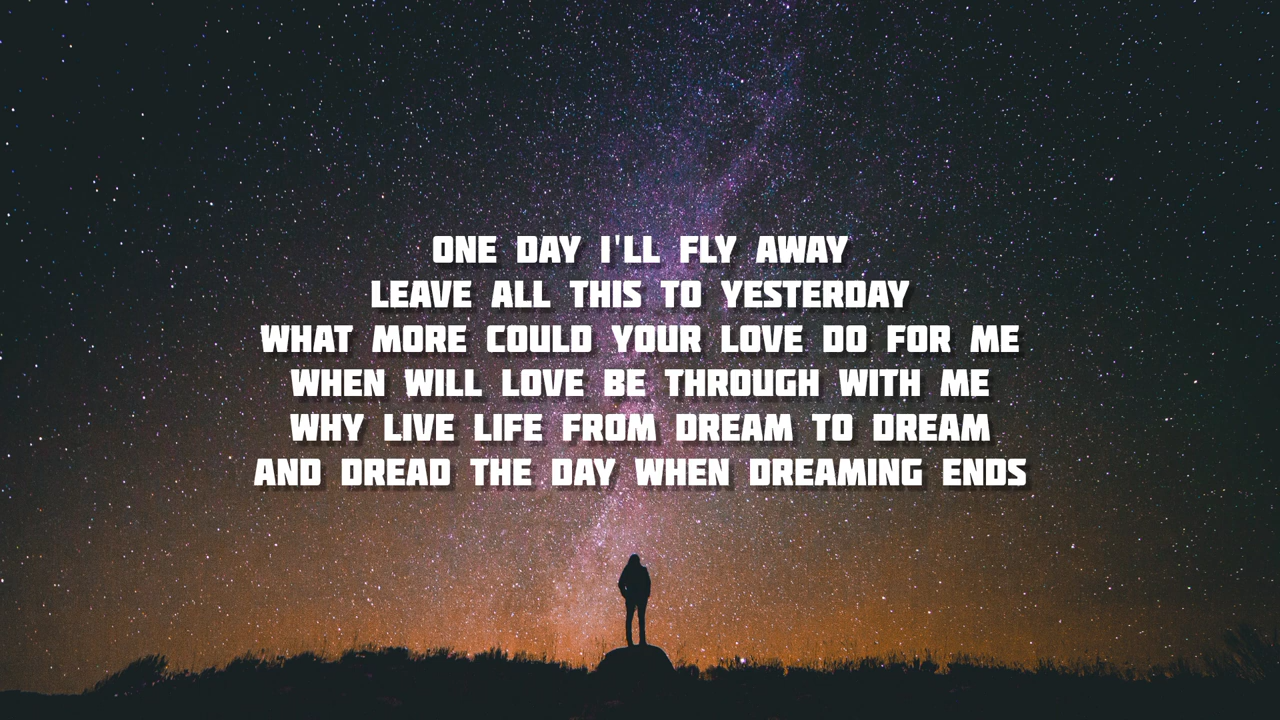 ONE DAY I'LL FLY AWAY
LEAVE ALL THIS TO YESTERDAY
WHAT MORE COULD YOUR LOVE DO FOR ME
WHEN WILL LOVE BE THROUGH WITH ME
WHY LIVE LIFE FROM DREAM TO DREAM
AND DREAD THE DAY WHEN DREAMING ENDS